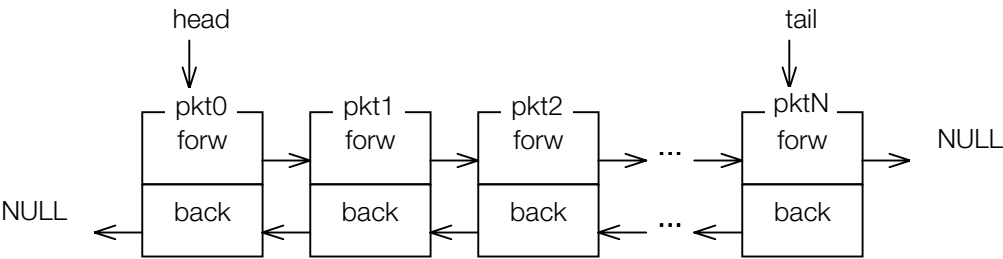 head tail
pkt0 pkt1 pkt2 pktN
forw forw forw ... forw NULL
NULL back back back ... back